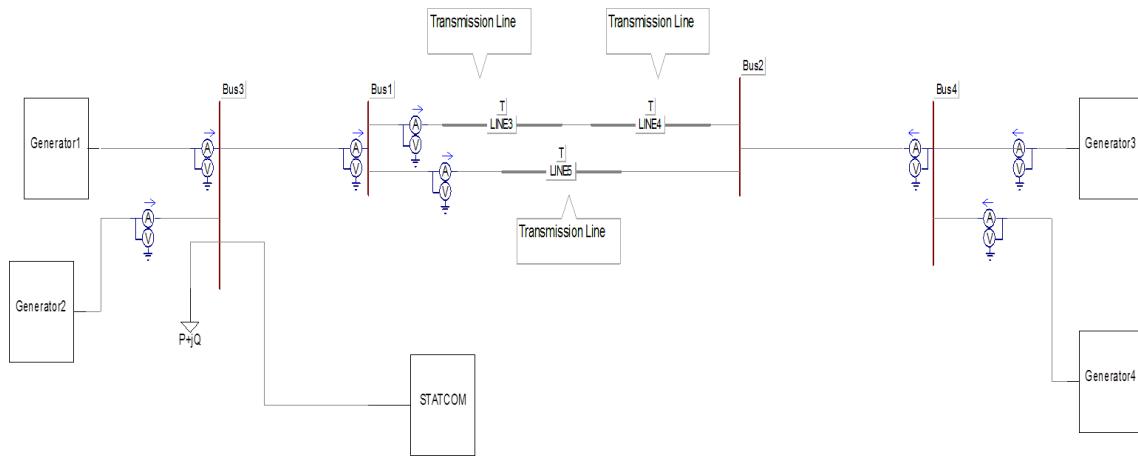 Transmission Line
Transmission Line
Bus2
Bus3
Bus1
Bus4
T
LINE3
T
LINE4
Generator1
A
V
A
V
A
V
A
V
A
V
A
V
Generator3
T
LINE5
Transmission Line
A
V
A
V
Generator2
P+jQ
STATCOM
Generator4